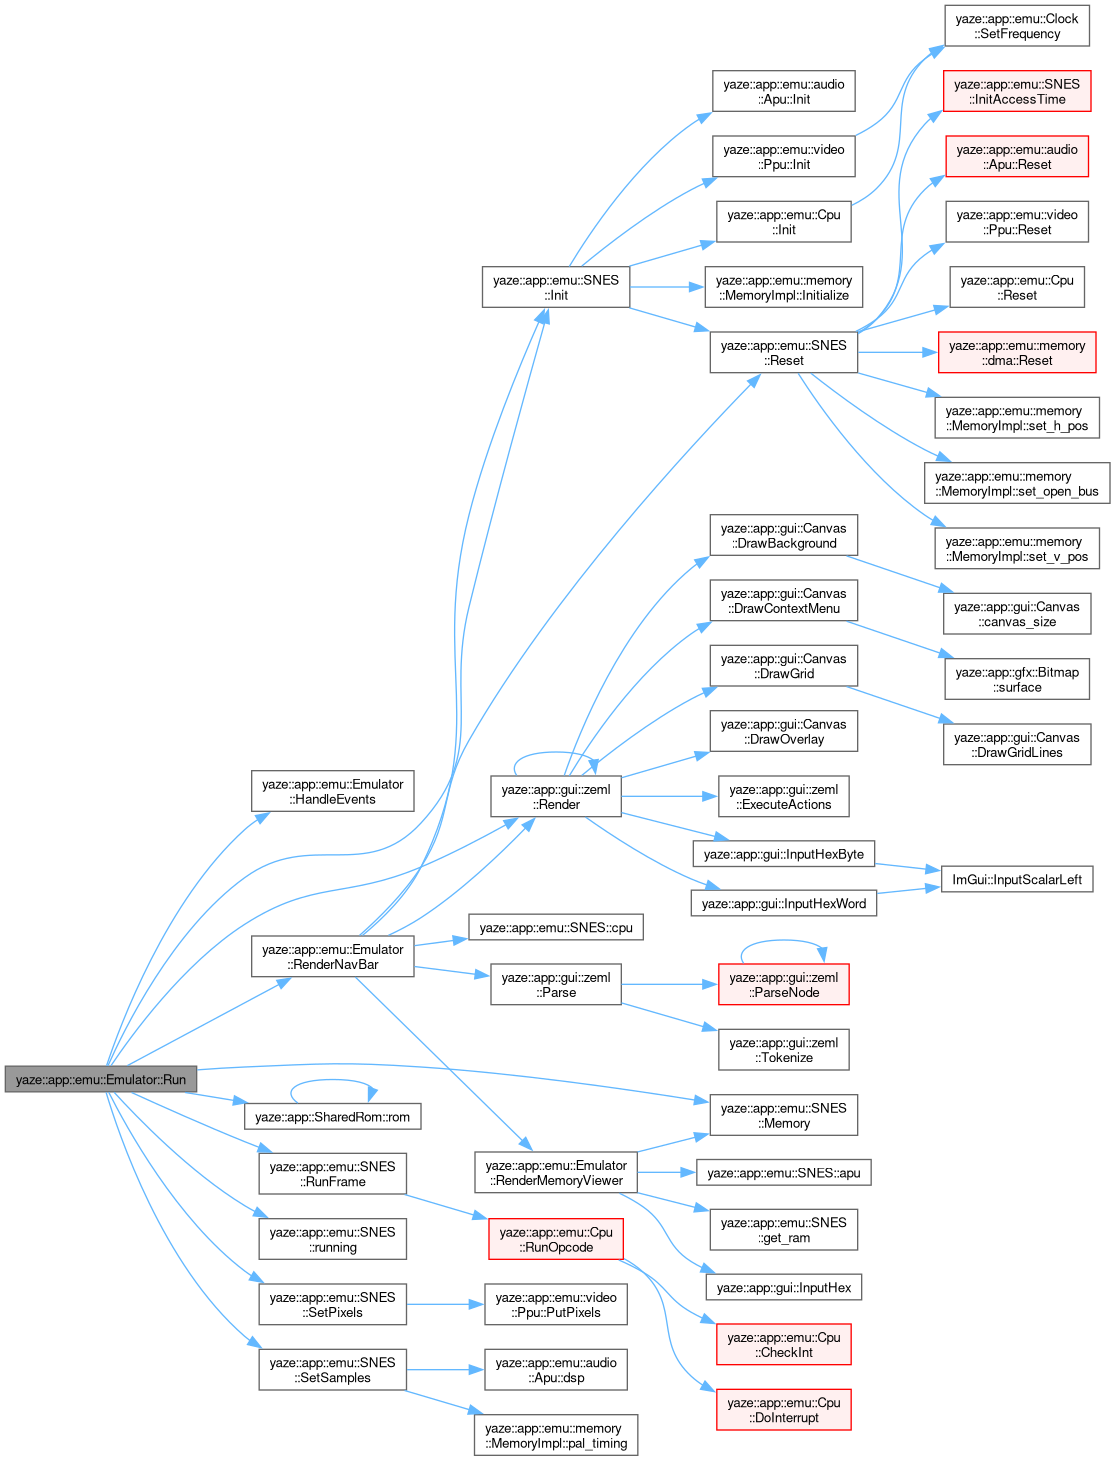 yaze::app::emu::Clock
::SetFrequency
yaze::app::emu::audio
::Apu::Init
yaze::app::emu::SNES
::InitAccessTime
yaze::app::emu::video
::Ppu::Init
yaze::app::emu::audio
::Apu::Reset
yaze::app::emu::Cpu
::Init
yaze::app::emu::video
::Ppu::Reset
yaze::app::emu::SNES
::Init
yaze::app::emu::memory
::MemoryImpl::Initialize
yaze::app::emu::Cpu
::Reset
yaze::app::emu::SNES
::Reset
yaze::app::emu::memory
::dma::Reset
yaze::app::emu::memory
::MemoryImpl::set_h_pos
yaze::app::emu::memory
::MemoryImpl::set_open_bus
yaze::app::gui::Canvas
::DrawBackground
yaze::app::emu::memory
::MemoryImpl::set_v_pos
yaze::app::gui::Canvas
::DrawContextMenu
yaze::app::gui::Canvas
::canvas_size
yaze::app::gui::Canvas
::DrawGrid
yaze::app::gfx::Bitmap
::surface
yaze::app::gui::Canvas
::DrawOverlay
yaze::app::gui::Canvas
::DrawGridLines
yaze::app::emu::Emulator
::HandleEvents
yaze::app::gui::zeml
::Render
yaze::app::gui::zeml
::ExecuteActions
yaze::app::gui::InputHexByte
ImGui::InputScalarLeft
yaze::app::gui::InputHexWord
yaze::app::emu::Emulator
::RenderNavBar
yaze::app::emu::SNES::cpu
yaze::app::gui::zeml
::Parse
yaze::app::gui::zeml
::ParseNode
yaze::app::gui::zeml
::Tokenize
yaze::app::emu::Emulator::Run
yaze::app::SharedRom::rom
yaze::app::emu::SNES
::Memory
yaze::app::emu::SNES
::RunFrame
yaze::app::emu::Emulator
::RenderMemoryViewer
yaze::app::emu::SNES::apu
yaze::app::emu::SNES
::running
yaze::app::emu::Cpu
::RunOpcode
yaze::app::emu::SNES
::get_ram
yaze::app::gui::InputHex
yaze::app::emu::SNES
::SetPixels
yaze::app::emu::video
::Ppu::PutPixels
yaze::app::emu::Cpu
::CheckInt
yaze::app::emu::SNES
::SetSamples
yaze::app::emu::audio
::Apu::dsp
yaze::app::emu::Cpu
::DoInterrupt
yaze::app::emu::memory
::MemoryImpl::pal_timing